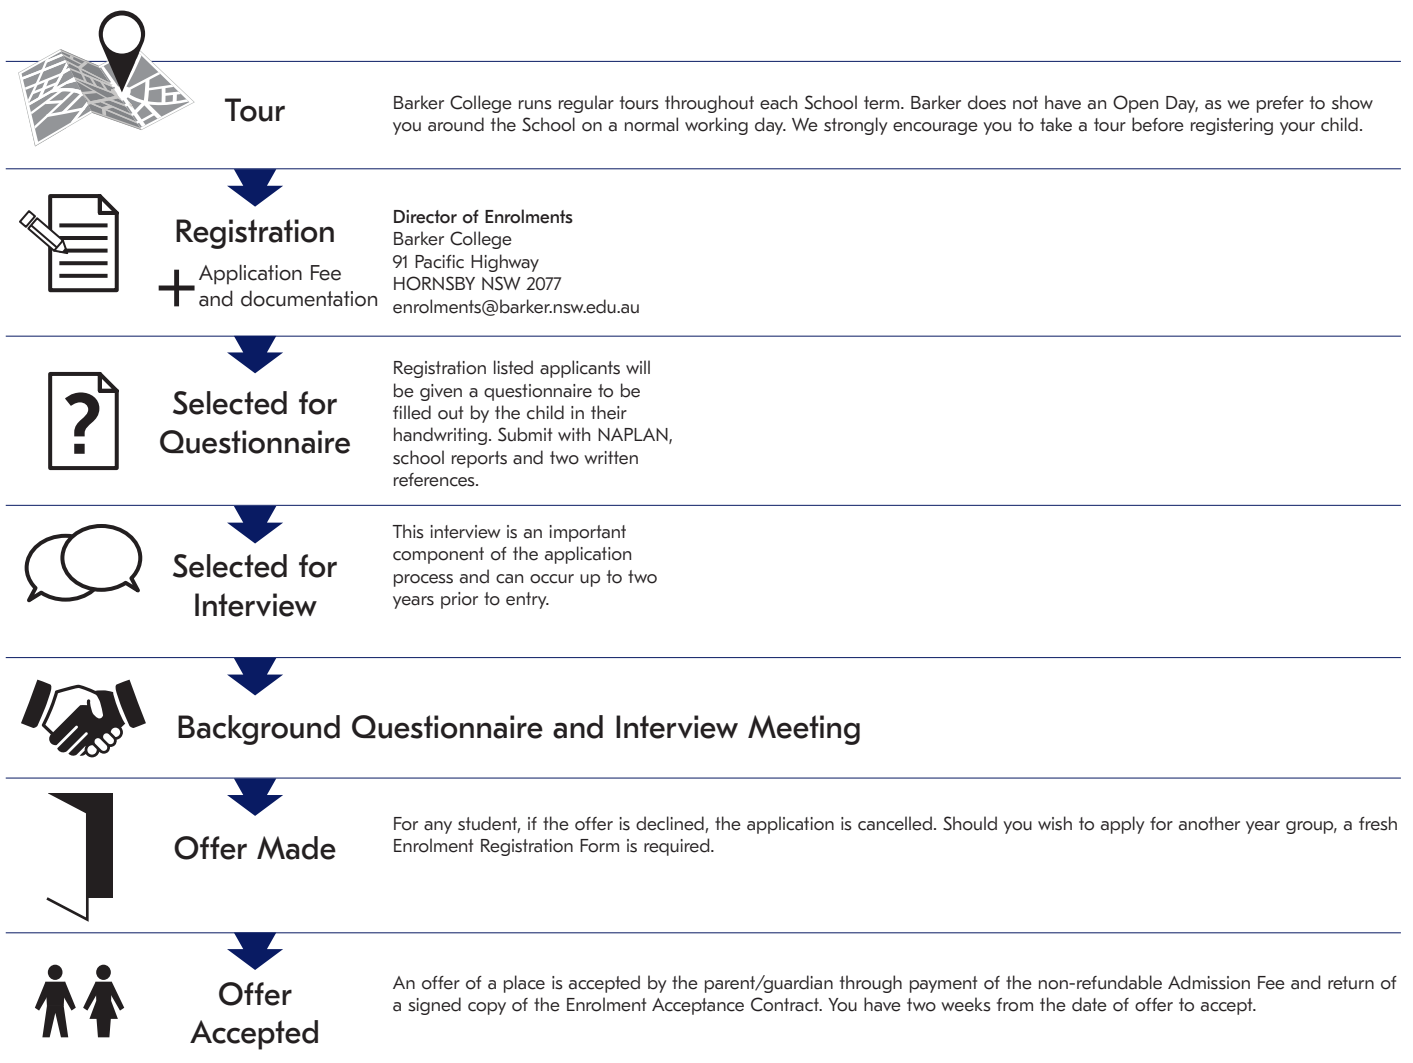 Tour
Barker College runs regular tours throughout each School term. Barker does not have an Open Day, as we prefer to show
you around the School on a normal working day. We strongly encourage you to take a tour before registering your child.
Registration
+ Application Fee
and documentation
Director of Enrolments
Barker College
91 Pacific Highway
HORNSBY NSW 2077
enrolments@barker.nsw.edu.au
?
Selected for
Questionnaire
Registration listed applicants will
be given a questionnaire to be
filled out by the child in their
handwriting. Submit with NAPLAN,
school reports and two written
references.
Selected for
Interview
This interview is an important
component of the application
process and can occur up to two
years prior to entry.
Background Questionnaire and Interview Meeting
Offer Made
For any student, if the offer is declined, the application is cancelled. Should you wish to apply for another year group, a fresh
Enrolment Registration Form is required.
Offer
Accepted
An offer of a place is accepted by the parent/guardian through payment of the non-refundable Admission Fee and return of
a signed copy of the Enrolment Acceptance Contract. You have two weeks from the date of offer to accept.